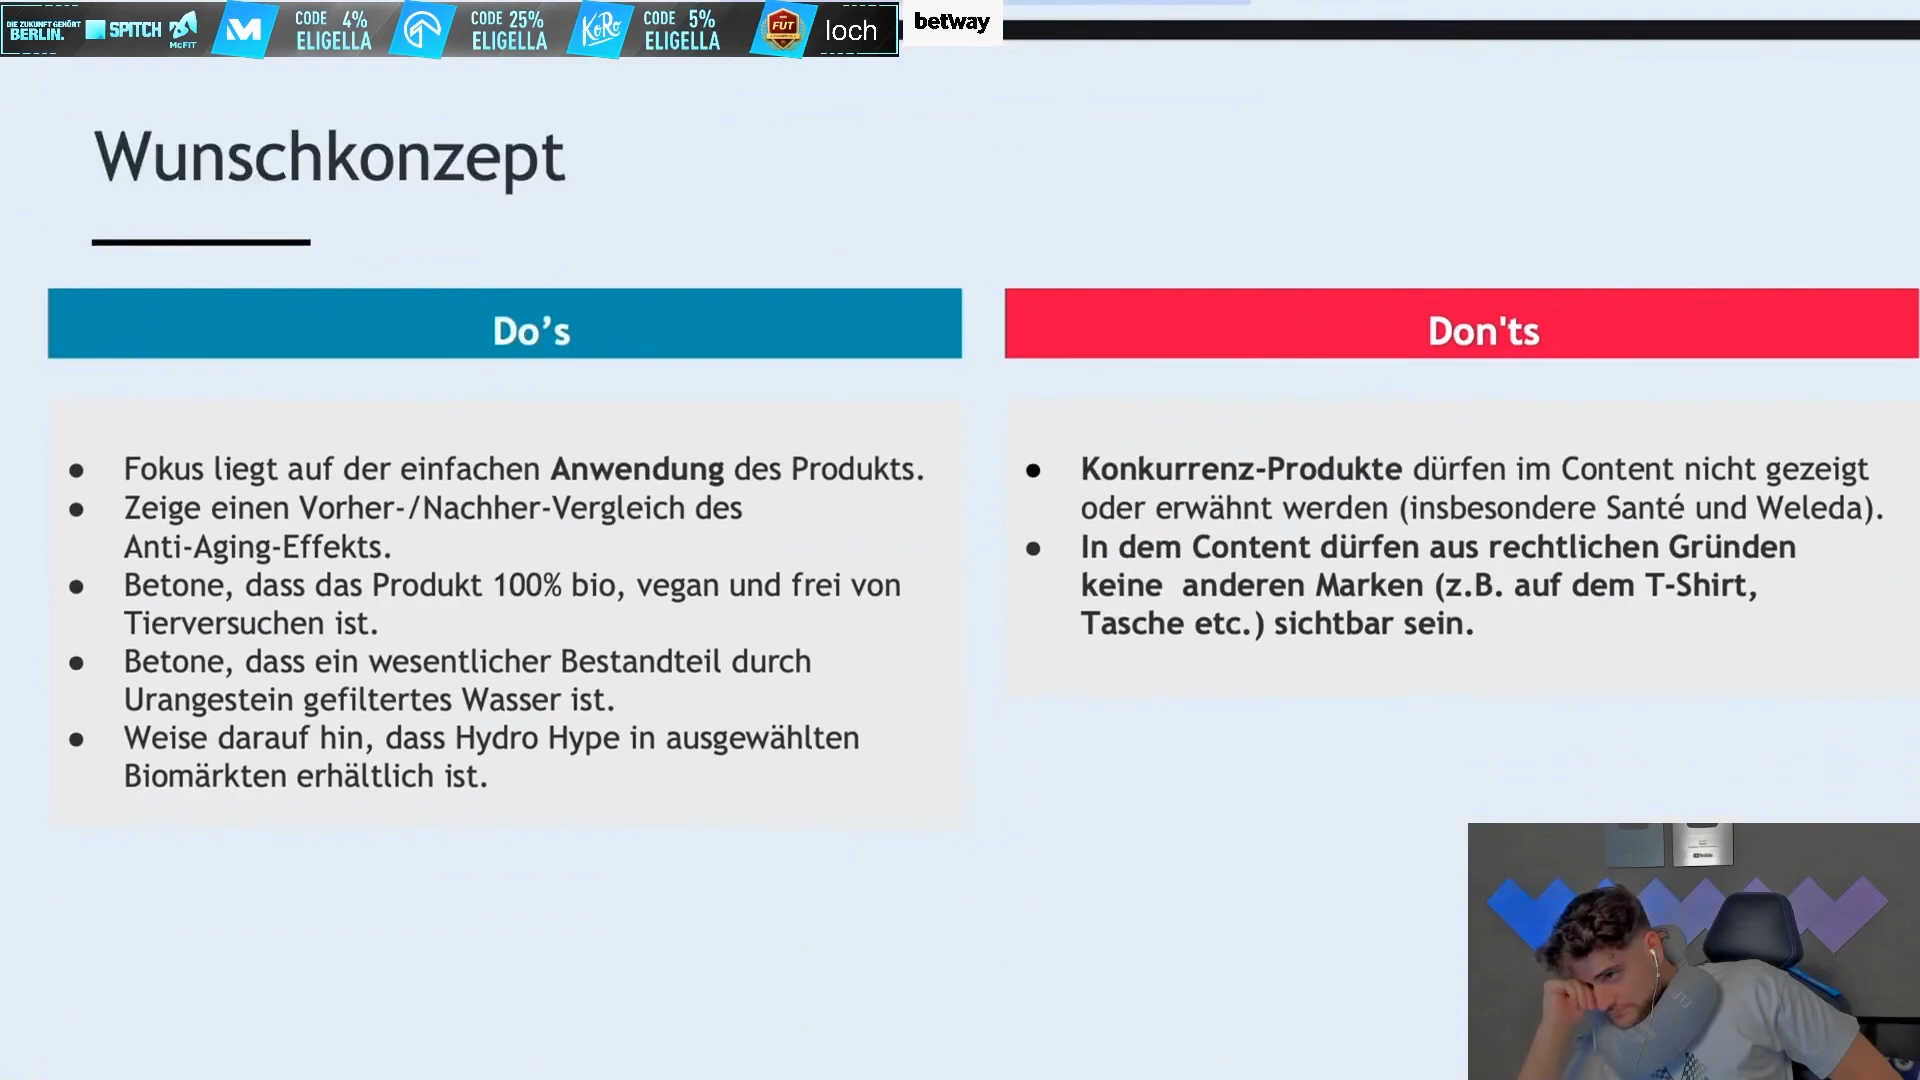 DIE ZUKUNFT GEHÖRT
BERLIN.
SPITCH
McFIT
CODE 4%
ELIGELLA
CODE 25%
ELIGELLA
KoRo
CODE 5%
ELIGELLA
FUT
loch
betway
Wunschkonzept
Do’s
Don'ts
● Fokus liegt auf der einfachen Anwendung des Produkts.
● Zeige einen Vorher-/Nachher-Vergleich des
Anti-Aging-Effekts.
● Betone, dass das Produkt 100% bio, vegan und frei von
Tierversuchen ist.
● Betone, dass ein wesentlicher Bestandteil durch
Urangestein gefiltertes Wasser ist.
● Weise darauf hin, dass Hydro Hype in ausgewählten
Biomärkten erhältlich ist.
● Konkurrenz-Produkte dürfen im Content nicht gezeigt
oder erwähnt werden (insbesondere Santé und Weleda).
● In dem Content dürfen aus rechtlichen Gründen
keine anderen Marken (z.B. auf dem T-Shirt,
Tasche etc.) sichtbar sein.
YouTube